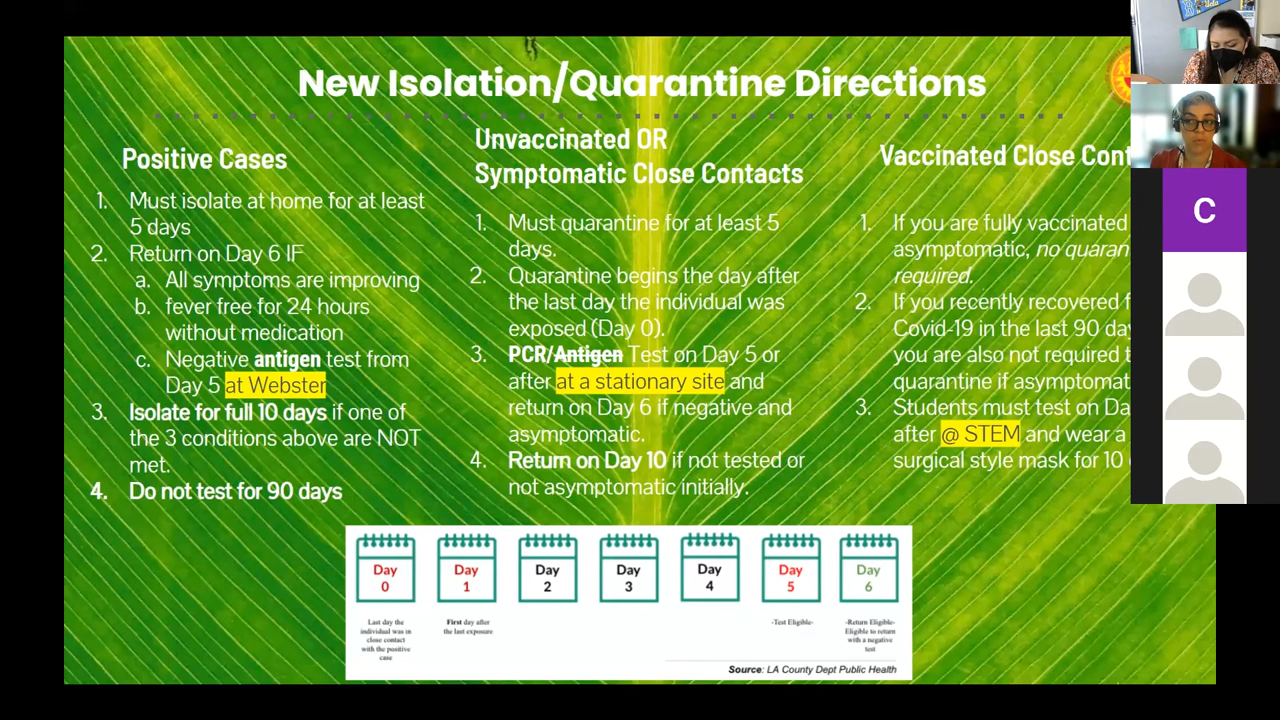 New Isolation/Quarantine Directions
Positive Cases
1. Must isolate at home for at least
5 days
2. Return on Day 6 IF
a. All symptoms are improving
b. fever free for 24 hours
without medication
c. Negative antigen test from
Day 5 at Webster
3. Isolate for full 10 days if one of
the 3 conditions above are NOT
met.
4. Do not test for 90 days
Unvaccinated OR
Symptomatic Close Contacts
1. Must quarantine for at least 5
days.
2. Quarantine begins the day after
the last day the individual was
exposed (Day 0).
3. PCR/Antigen Test on Day 5 or
after at a stationary site and
return on Day 6 if negative and
asymptomatic.
4. Return on Day 10 if not tested or
not asymptomatic initially.
Vaccinated Close Cont
1. If you are fully vaccinated
asymptomatic, no quaran
required.
2. If you recently recovered f
Covid-19 in the last 90 day
you are also not required t
quarantine if asymptomat
3. Students must test on Da
after @ STEM and wear a
surgical style mask for 10
C
Day
0
Day
1
Day
2
Day
3
Day
4
Day
5
Day
6
Last day the
individual was in
close contact
with the positive
case
First day after
the last exposure
-Test Eligible-
-Return Eligible-
Eligible to return
with a negative
test
Source: LA County Dept Public Health